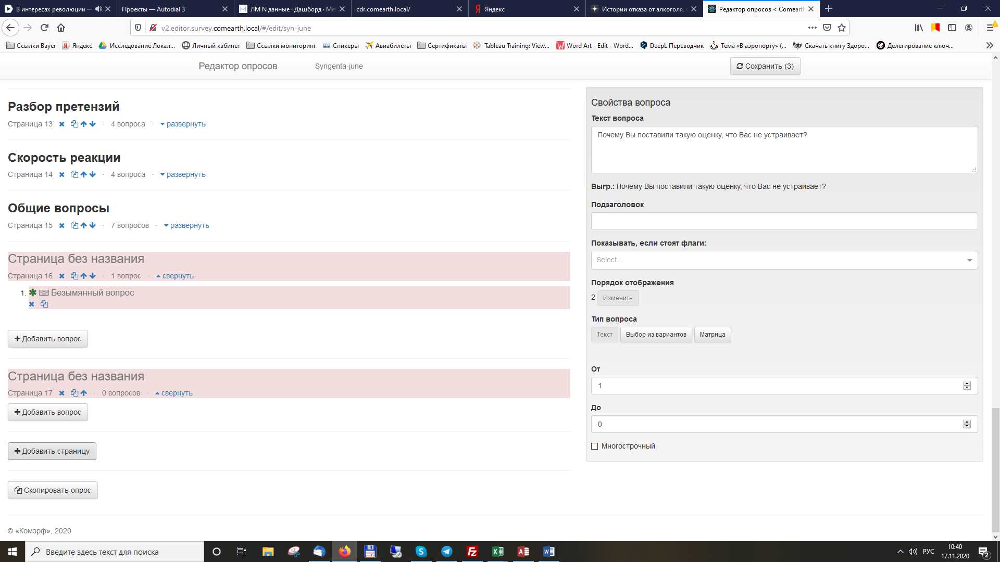 В интересах революции —
Проекты — Autodial 3
ЛМ N данные · Дашборд · Me
cdr.comearth.local/
Яндекс
Истории отказа от алкоголя,
Редактор опросов < Comearth
v2.editor.survey.comearth.local/#/edit/syn-june
Ссылки Bayer
Яндекс
Исследование Локал...
Личный кабинет
Ссылки мониторинг
Спикеры
Авиабилеты
Сертификаты
Tableau Training: View...
Word Art - Edit - Word...
DeepL Переводчик
Тема «В аэропорту» (...
Скачать книгу Здоро...
Делегирование ключ...
Редактор опросов
Syngenta-june
Сохранить (3)
Разбор претензий
Страница 13 · 4 вопроса · развернуть
Скорость реакции
Страница 14 · 4 вопроса · развернуть
Общие вопросы
Страница 15 · 7 вопросов · развернуть
Страница без названия
Страница 16 · 1 вопрос · свернуть
1. Безымянный вопрос
Добавить вопрос
Страница без названия
Страница 17 · 0 вопросов · свернуть
Добавить вопрос
Добавить страницу
Скопировать опрос
© «Комэрф», 2020
Свойства вопроса
Текст вопроса
Почему Вы поставили такую оценку, что Вас не устраивает?
Выгр.: Почему Вы поставили такую оценку, что Вас не устраивает?
Подзаголовок
Показывать, если стоят флаги:
Select...
Порядок отображения
2 Изменить
Тип вопроса
Текст Выбор из вариантов Матрица
От
1
До
0
Многострочный
Введите здесь текст для поиска
РУС
10:40
17.11.2020
2